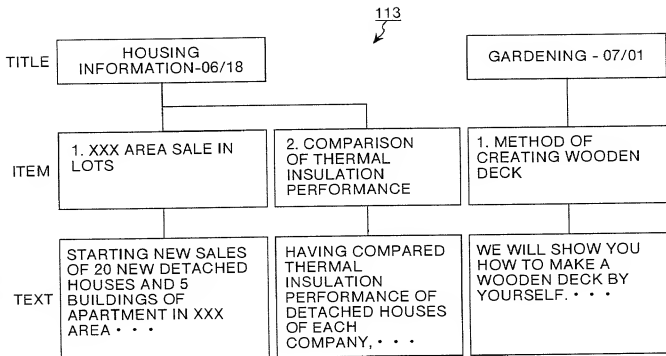 113
TITLE
HOUSING
INFORMATION-06/18
GARDENING - 07/01
ITEM
1. XXX AREA SALE IN
LOTS
2. COMPARISON
OF THERMAL
INSULATION
PERFORMANCE
1. METHOD OF
CREATING WOODEN
DECK
TEXT
STARTING NEW SALES
OF 20 NEW DETACHED
HOUSES AND 5
BUILDINGS OF
APARTMENT IN XXX
AREA・・・
HAVING COMPARED
THERMAL
INSULATION
PERFORMANCE OF
DETACHED HOUSES
OF EACH
COMPANY,・・・
WE WILL SHOW YOU
HOW TO MAKE A
WOODEN DECK BY
YOURSELF.・・・